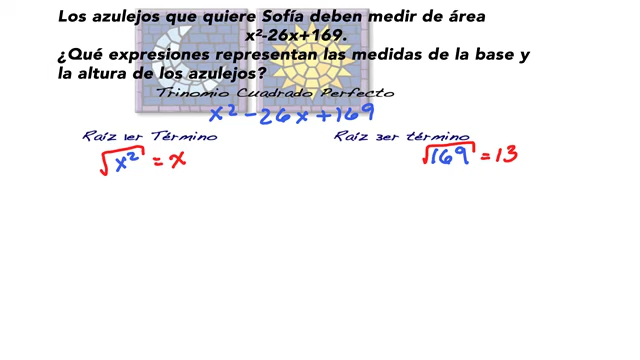 Los azulejos que quiere Sofía deben medir de área
x²-26x+169.
¿Qué expresiones representan las medidas de la base y
la altura de los azulejos?
Trinomio Cuadrado Perfecto
x² - 26x + 169
Raíz 1er Término
Raíz 3er término
√x² = x
√169 = 13